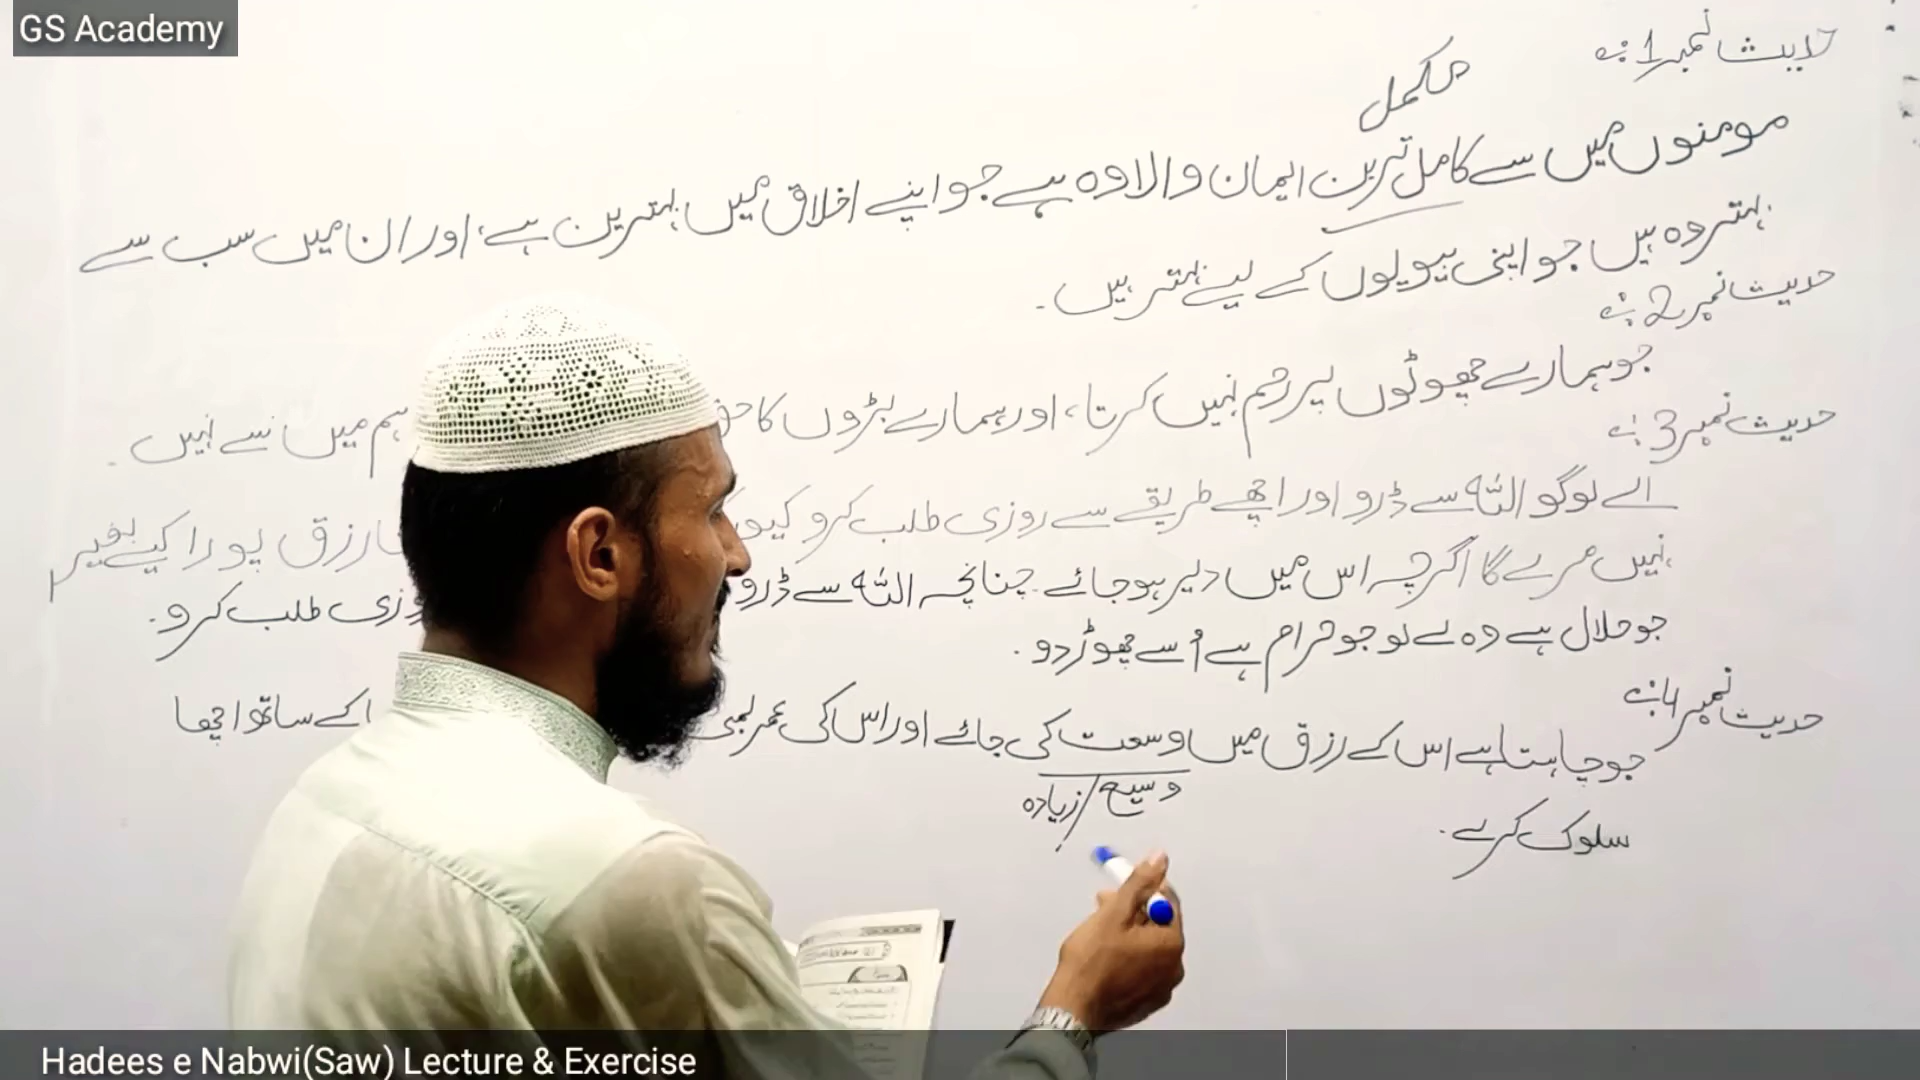 GS Academy
حدیث نمبر 1 :۔
مکمل
مومنوں میں سے کامل ترین ایمان والا وہ ہے جو اپنے اخلاق میں بہترین ہے، اور ان میں سب سے
بہتر وہ ہیں جو اپنی بیویوں کے لیے بہتر ہیں۔
حدیث نمبر 2 :۔
جو ہمارے چھوٹوں پر رحم نہیں کرتا، اور ہمارے بڑوں کا حق ہم میں سے نہیں۔
حدیث نمبر 3 :۔
اے لوگو اللہ سے ڈرو اور اچھے طریقے سے روزی طلب کرو رزق پورا کیے بغیر
نہیں مرے گا اگرچہ اس میں دلیر ہو جائے۔ چنانچہ اللہ سے ڈرو روزی طلب کرو۔
جو حلال ہے وہ لے لو جو حرام ہے اُسے چھوڑ دو۔
حدیث نمبر 4 :۔
جو چاہتا ہے اس کے رزق میں وسعت کی جائے اور اس کی عمر لمبی کے ساتھ اچھا
وسیع / زیادہ
سلوک کرے۔
Hadees e Nabwi(Saw) Lecture & Exercise